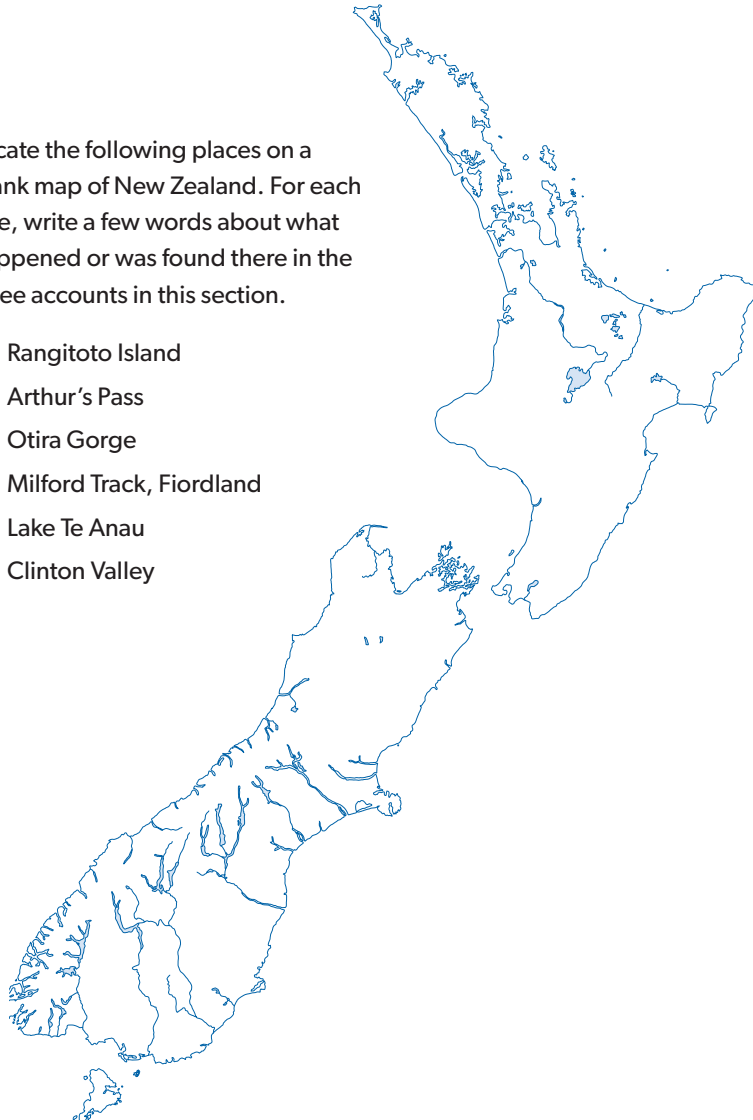 cate the following places on a
ank map of New Zealand. For each
e, write a few words about what
ppened or was found there in the
ee accounts in this section.
Rangitoto Island
Arthur’s Pass
Otira Gorge
Milford Track, Fiordland
Lake Te Anau
Clinton Valley